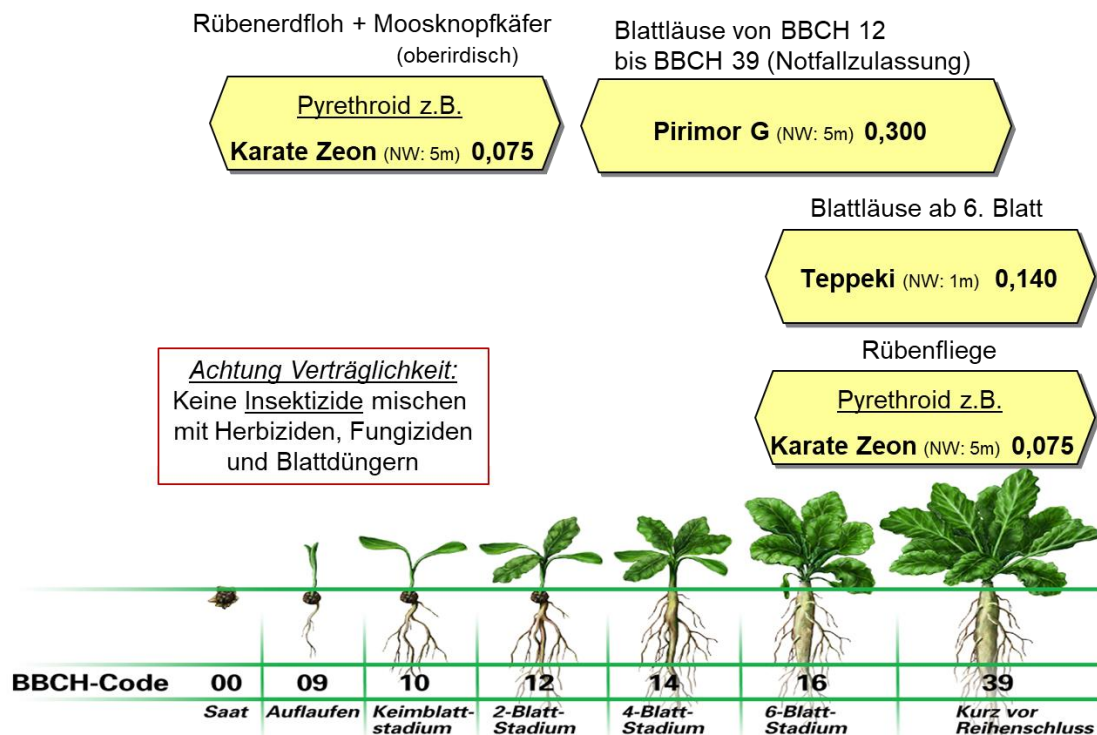 Rübenerdfloh + Moosknopfkäfer
(oberirdisch)
Pyrethroid z.B.
Karate Zeon (NW: 5m) 0,075
Blattläuse von BBCH 12
bis BBCH 39 (Notfallzulassung)
Pirimor G (NW: 5m) 0,300
Blattläuse ab 6. Blatt
Teppeki (NW: 1m) 0,140
Rübenfliege
Pyrethroid z.B.
Karate Zeon (NW: 5m) 0,075
Achtung Verträglichkeit:
Keine Insektizide mischen
mit Herbiziden, Fungiziden
und Blattdüngern
BBCH-Code 00 09 10 12 14 16 39
Saat Auflaufen Keimblatt- 2-Blatt- 4-Blatt- 6-Blatt- Kurz vor
stadium Stadium Stadium Stadium Reihenschluss